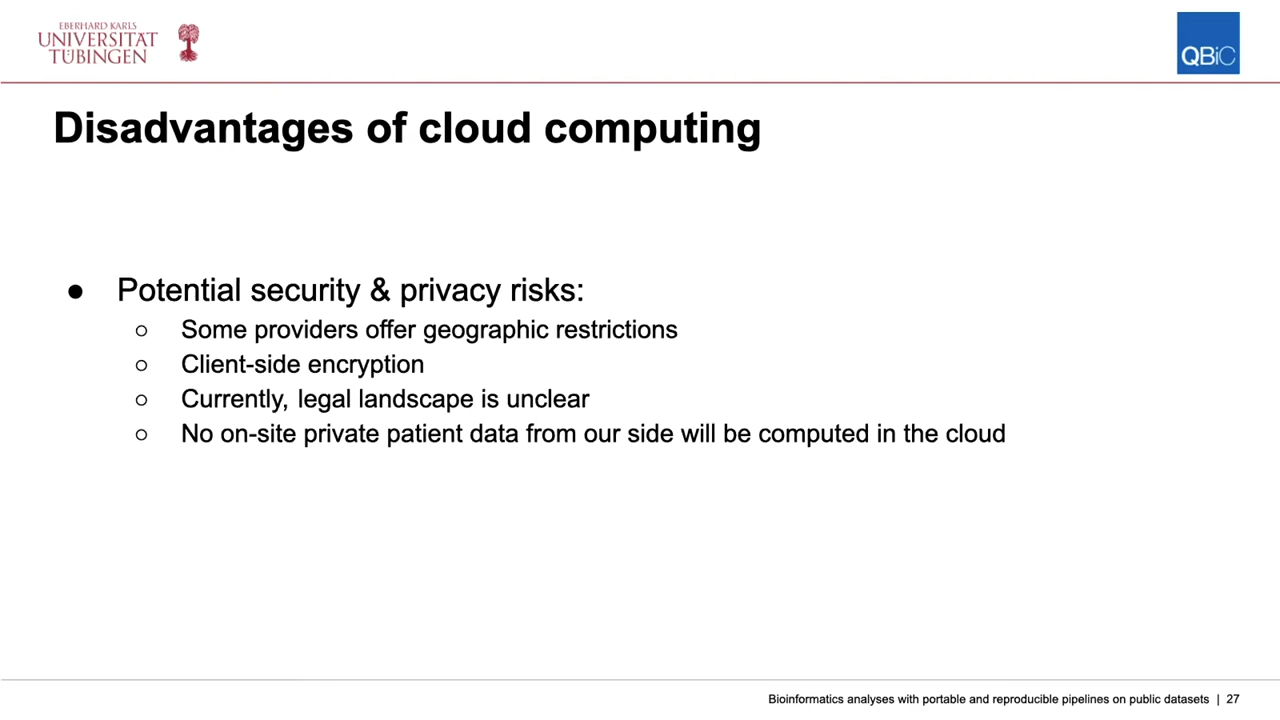 EBERHARD KARLS
UNIVERSITÄT
TÜBINGEN
QBiC
Disadvantages of cloud computing
● Potential security & privacy risks:
○ Some providers offer geographic restrictions
○ Client-side encryption
○ Currently, legal landscape is unclear
○ No on-site private patient data from our side will be computed in the cloud
Bioinformatics analyses with portable and reproducible pipelines on public datasets | 27